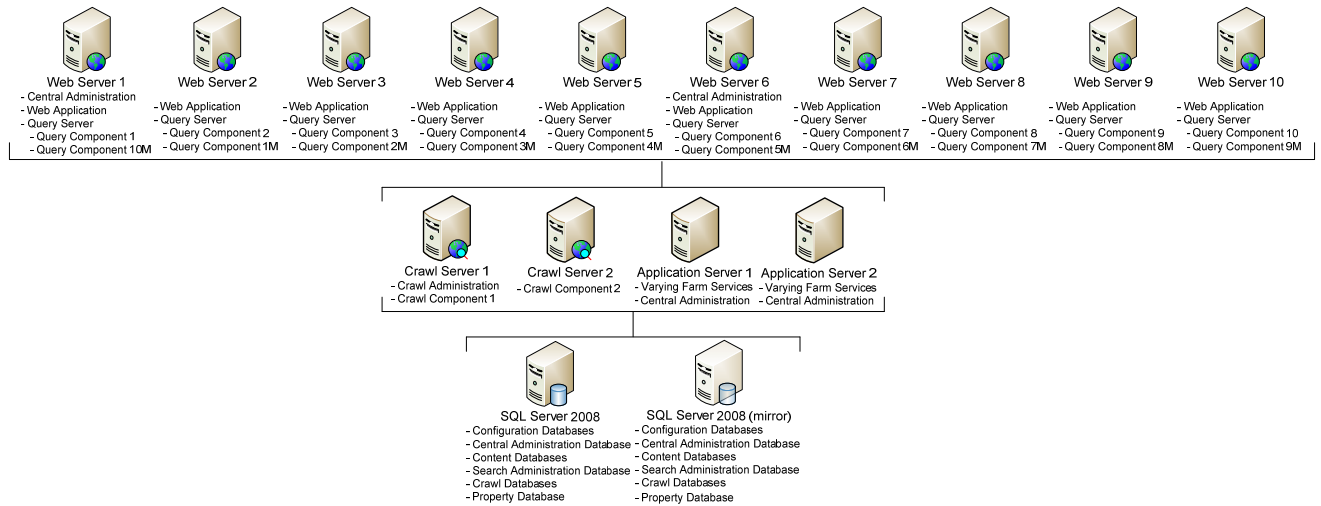 Web Server 1
- Central Administration
- Web Application
- Query Server
- Query Component 1
- Query Component 10M
Web Server 2
- Web Application
- Query Server
- Query Component 2
- Query Component 1M
Web Server 3
- Web Application
- Query Server
- Query Component 3
- Query Component 2M
Web Server 4
- Web Application
- Query Server
- Query Component 4
- Query Component 3M
Web Server 5
- Web Application
- Query Server
- Query Component 5
- Query Component 4M
Web Server 6
- Central Administration
- Web Application
- Query Server
- Query Component 6
- Query Component 5M
Web Server 7
- Web Application
- Query Server
- Query Component 7
- Query Component 6M
Web Server 8
- Web Application
- Query Server
- Query Component 8
- Query Component 7M
Web Server 9
- Web Application
- Query Server
- Query Component 9
- Query Component 8M
Web Server 10
- Web Application
- Query Server
- Query Component 10
- Query Component 9M
Crawl Server 1
- Crawl Administration
- Crawl Component 1
Crawl Server 2
- Crawl Component 2
Application Server 1
- Varying Farm Services
- Central Administration
Application Server 2
- Varying Farm Services
- Central Administration
SQL Server 2008
- Configuration Databases
- Central Administration Database
- Content Databases
- Search Administration Database
- Crawl Databases
- Property Database
SQL Server 2008 (mirror)
- Configuration Databases
- Central Administration Database
- Content Databases
- Search Administration Database
- Crawl Databases
- Property Database